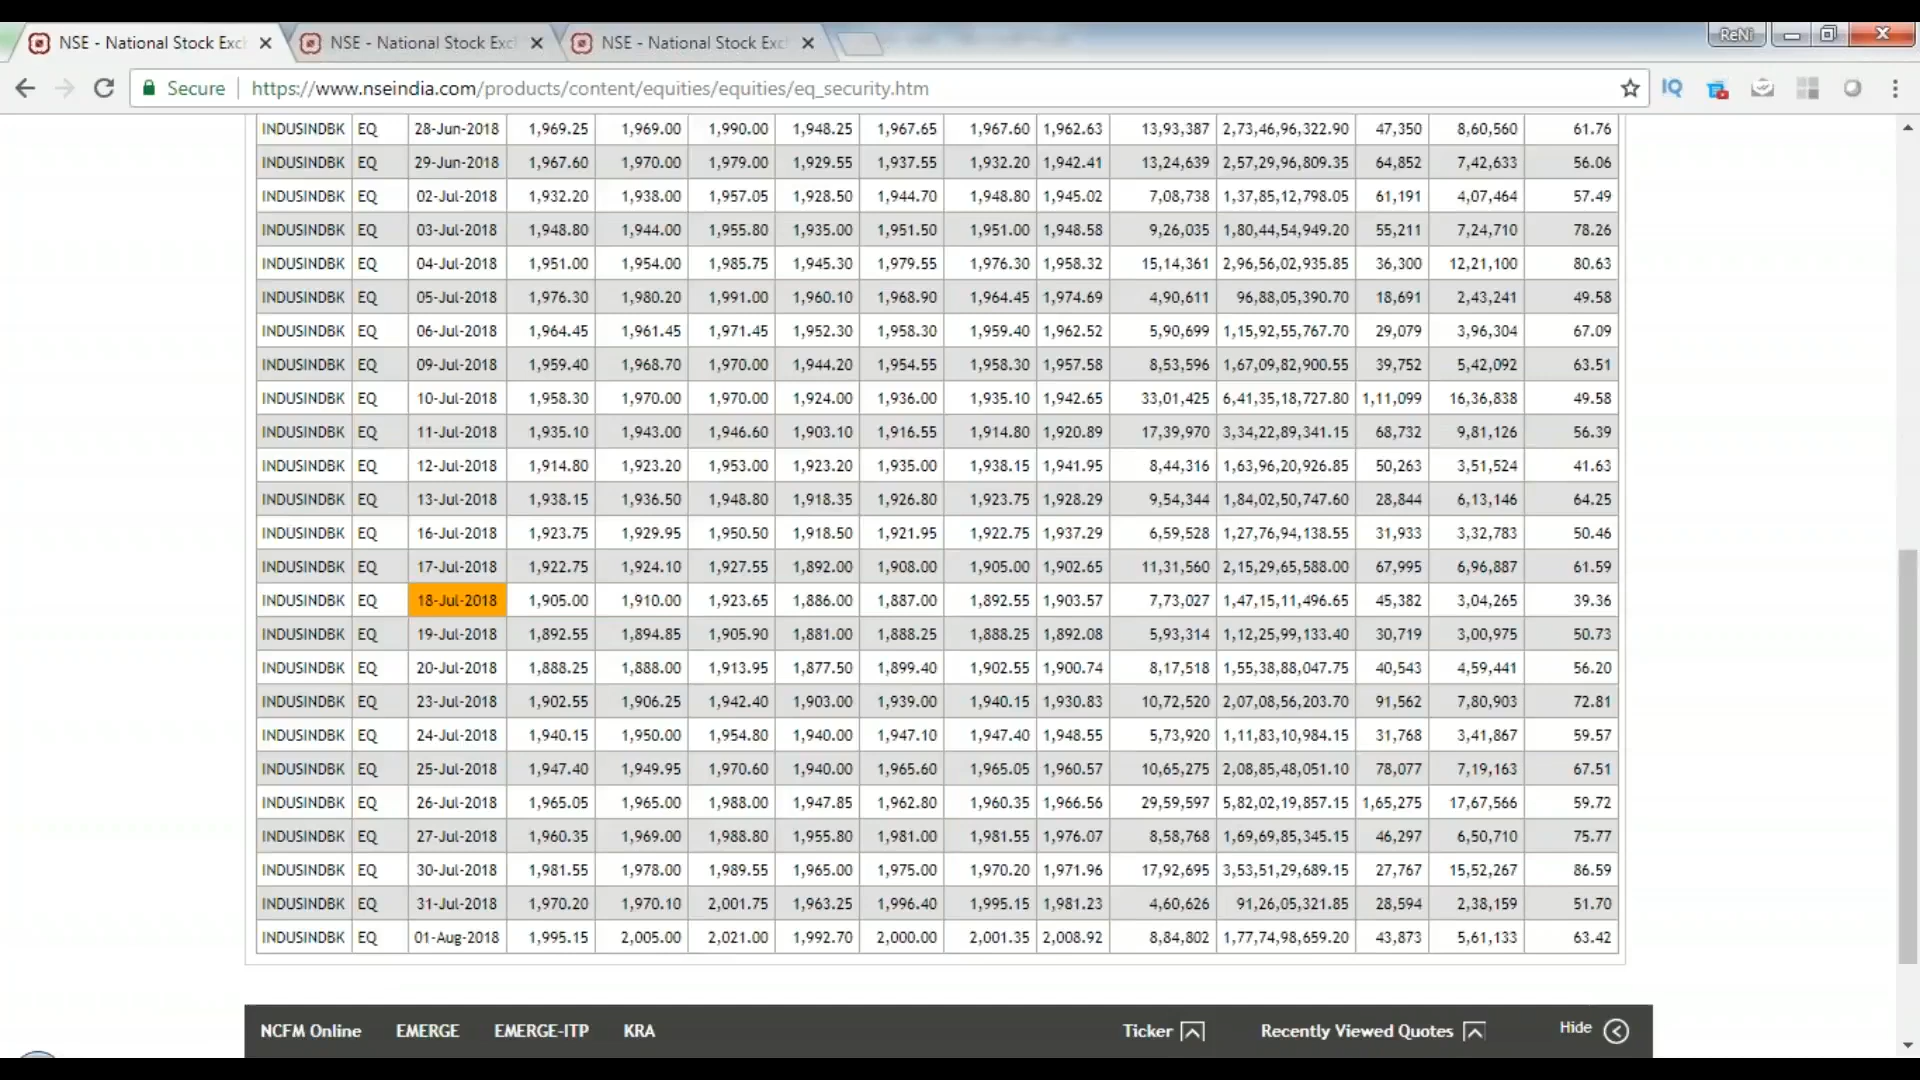 NSE - National Stock Exc NSE - National Stock Exc NSE - National Stock Exc ReNi
Secure https://www.nseindia.com/products/content/equities/equities/eq_security.htm IQ
INDUSINDBK EQ 28-Jun-2018 1,969.25 1,969.00 1,990.00 1,948.25 1,967.65 1,967.60 1,962.63 13,93,387 2,73,46,96,322.90 47,350 8,60,560 61.76
INDUSINDBK EQ 29-Jun-2018 1,967.60 1,970.00 1,979.00 1,929.55 1,937.55 1,932.20 1,942.41 13,24,639 2,57,29,96,809.35 64,852 7,42,633 56.06
INDUSINDBK EQ 02-Jul-2018 1,932.20 1,938.00 1,957.05 1,928.50 1,944.70 1,948.80 1,945.02 7,08,738 1,37,85,12,798.05 61,191 4,07,464 57.49
INDUSINDBK EQ 03-Jul-2018 1,948.80 1,944.00 1,955.80 1,935.00 1,951.50 1,951.00 1,948.58 9,26,035 1,80,44,54,949.20 55,211 7,24,710 78.26
INDUSINDBK EQ 04-Jul-2018 1,951.00 1,954.00 1,985.75 1,945.30 1,979.55 1,976.30 1,958.32 15,14,361 2,96,56,02,935.85 36,300 12,21,100 80.63
INDUSINDBK EQ 05-Jul-2018 1,976.30 1,980.20 1,991.00 1,960.10 1,968.90 1,964.45 1,974.69 4,90,611 96,88,05,390.70 18,691 2,43,241 49.58
INDUSINDBK EQ 06-Jul-2018 1,964.45 1,961.45 1,971.45 1,952.30 1,958.30 1,959.40 1,962.52 5,90,699 1,15,92,55,767.70 29,079 3,96,304 67.09
INDUSINDBK EQ 09-Jul-2018 1,959.40 1,968.70 1,970.00 1,944.20 1,954.55 1,958.30 1,957.58 8,53,596 1,67,09,82,900.55 39,752 5,42,092 63.51
INDUSINDBK EQ 10-Jul-2018 1,958.30 1,970.00 1,970.00 1,924.00 1,936.00 1,935.10 1,942.65 33,01,425 6,41,35,18,727.80 1,11,099 16,36,838 49.58
INDUSINDBK EQ 11-Jul-2018 1,935.10 1,943.00 1,946.60 1,903.10 1,916.55 1,914.80 1,920.89 17,39,970 3,34,22,89,341.15 68,732 9,81,126 56.39
INDUSINDBK EQ 12-Jul-2018 1,914.80 1,923.20 1,953.00 1,923.20 1,935.00 1,938.15 1,941.95 8,44,316 1,63,96,20,926.85 50,263 3,51,524 41.63
INDUSINDBK EQ 13-Jul-2018 1,938.15 1,936.50 1,948.80 1,918.35 1,926.80 1,923.75 1,928.29 9,54,344 1,84,02,50,747.60 28,844 6,13,146 64.25
INDUSINDBK EQ 16-Jul-2018 1,923.75 1,929.95 1,950.50 1,918.50 1,921.95 1,922.75 1,937.29 6,59,528 1,27,76,94,138.55 31,933 3,32,783 50.46
INDUSINDBK EQ 17-Jul-2018 1,922.75 1,924.10 1,927.55 1,892.00 1,908.00 1,905.00 1,902.65 11,31,560 2,15,29,65,588.00 67,995 6,96,887 61.59
INDUSINDBK EQ 18-Jul-2018 1,905.00 1,910.00 1,923.65 1,886.00 1,887.00 1,892.55 1,903.57 7,73,027 1,47,15,11,496.65 45,382 3,04,265 39.36
INDUSINDBK EQ 19-Jul-2018 1,892.55 1,894.85 1,905.90 1,881.00 1,888.25 1,888.25 1,892.08 5,93,314 1,12,25,99,133.40 30,719 3,00,975 50.73
INDUSINDBK EQ 20-Jul-2018 1,888.25 1,888.00 1,913.95 1,877.50 1,899.40 1,902.55 1,900.74 8,17,518 1,55,38,88,047.75 40,543 4,59,441 56.20
INDUSINDBK EQ 23-Jul-2018 1,902.55 1,906.25 1,942.40 1,903.00 1,939.00 1,940.15 1,930.83 10,72,520 2,07,08,56,203.70 91,562 7,80,903 72.81
INDUSINDBK EQ 24-Jul-2018 1,940.15 1,950.00 1,954.80 1,940.00 1,947.10 1,947.40 1,948.55 5,73,920 1,11,83,10,984.15 31,768 3,41,867 59.57
INDUSINDBK EQ 25-Jul-2018 1,947.40 1,949.95 1,970.60 1,940.00 1,965.60 1,965.05 1,960.57 10,65,275 2,08,85,48,051.10 78,077 7,19,163 67.51
INDUSINDBK EQ 26-Jul-2018 1,965.05 1,965.00 1,988.00 1,947.85 1,962.80 1,960.35 1,966.56 29,59,597 5,82,02,19,857.15 1,65,275 17,67,566 59.72
INDUSINDBK EQ 27-Jul-2018 1,960.35 1,969.00 1,988.80 1,955.80 1,981.00 1,981.55 1,976.07 8,58,768 1,69,69,85,345.15 46,297 6,50,710 75.77
INDUSINDBK EQ 30-Jul-2018 1,981.55 1,978.00 1,989.55 1,965.00 1,975.00 1,970.20 1,971.96 17,92,695 3,53,51,29,689.15 27,767 15,52,267 86.59
INDUSINDBK EQ 31-Jul-2018 1,970.20 1,970.10 2,001.75 1,963.25 1,996.40 1,995.15 1,981.23 4,60,626 91,26,05,321.85 28,594 2,38,159 51.70
INDUSINDBK EQ 01-Aug-2018 1,995.15 2,005.00 2,021.00 1,992.70 2,000.00 2,001.35 2,008.92 8,84,802 1,77,74,98,659.20 43,873 5,61,133 63.42
NCFM Online EMERGE EMERGE-ITP KRA Ticker Recently Viewed Quotes Hide